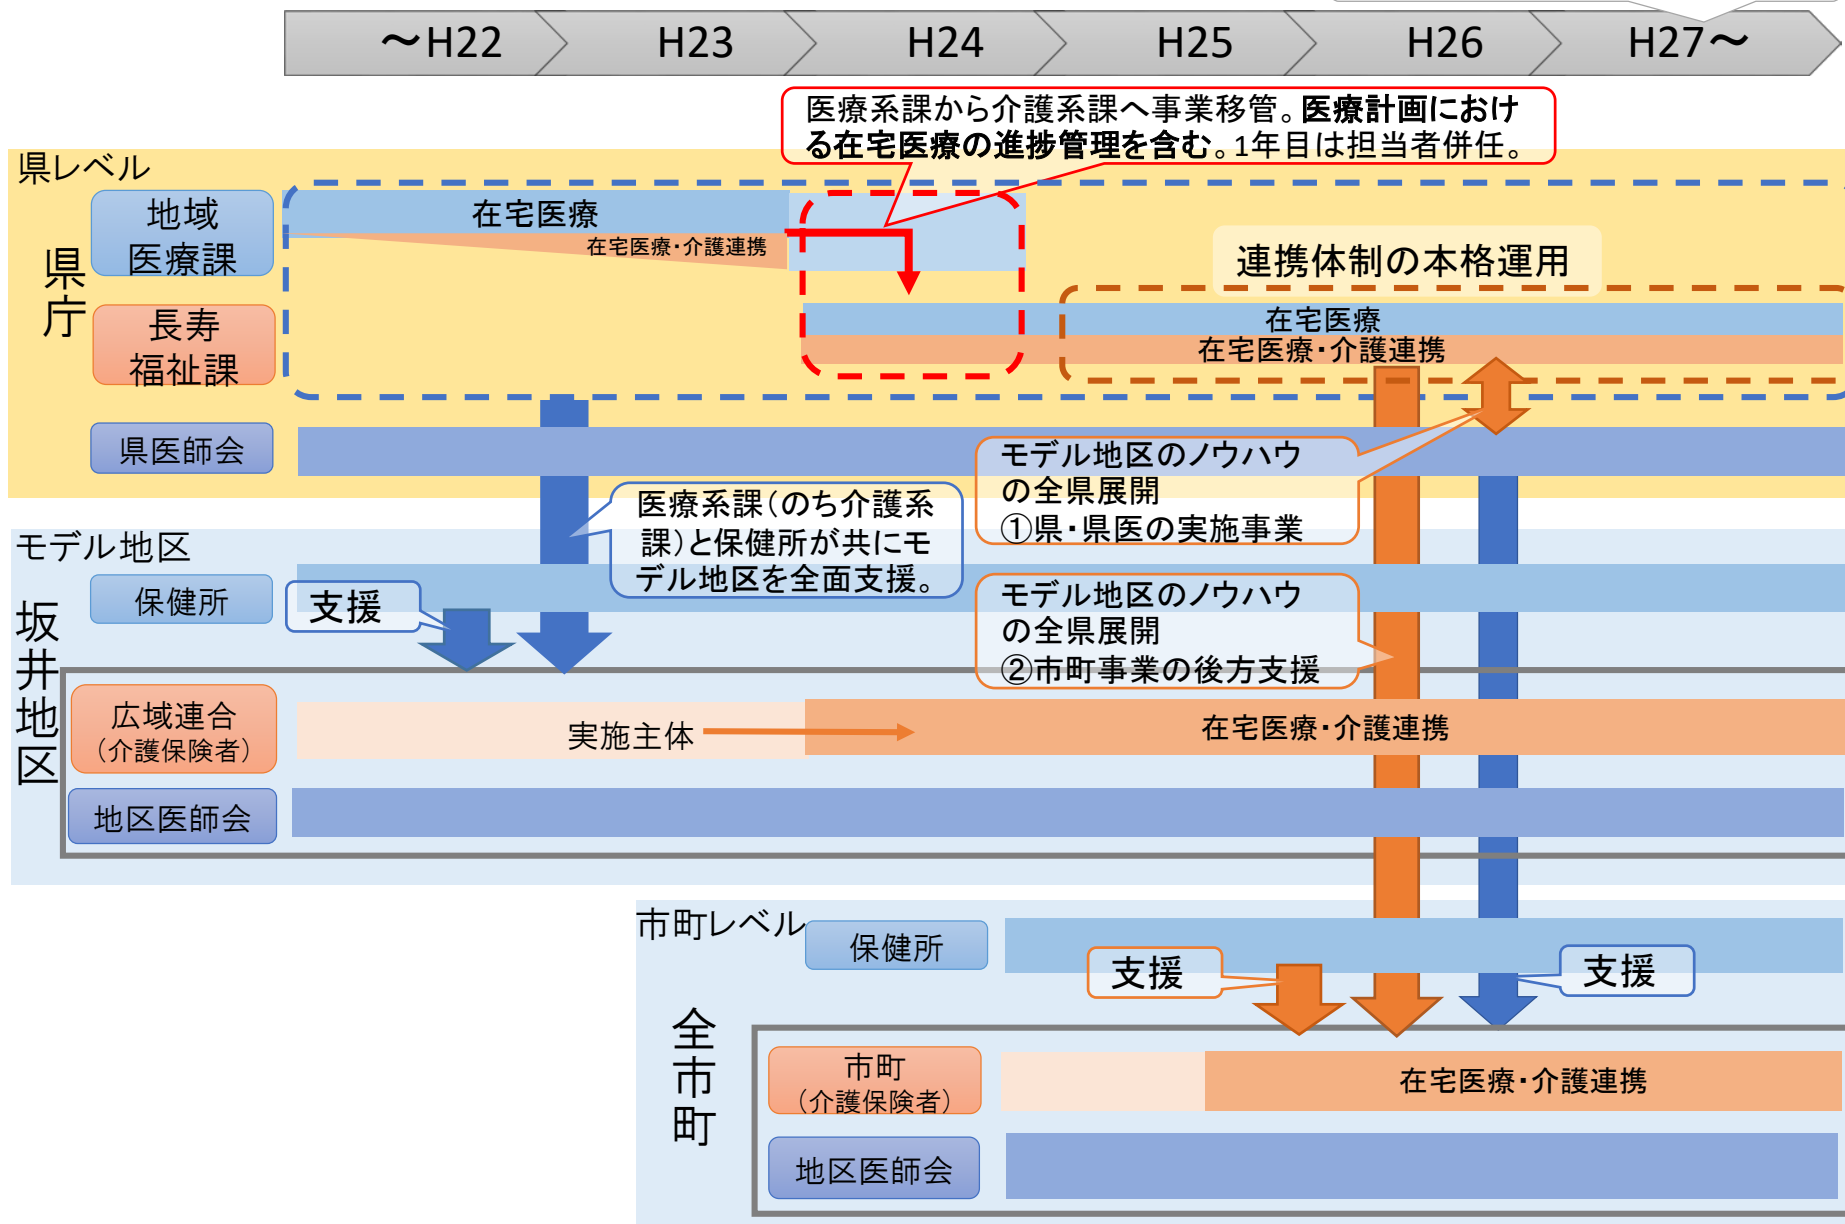 ～H22
H23
H24
H25
H26
H27～
医療系課から介護系課へ事業移管。医療計画におけ
る在宅医療の進捗管理を含む。1年目は担当者併任。
県レベル
県庁
地域
医療課
在宅医療
在宅医療・介護連携
連携体制の本格運用
長寿
福祉課
在宅医療
在宅医療・介護連携
県医師会
モデル地区のノウハウ
の全県展開
①県・県医の実施事業
医療系課（のち介護系
課）と保健所が共にモ
デル地区を全面支援。
モデル地区
坂井地区
保健所
支援
モデル地区のノウハウ
の全県展開
②市町事業の後方支援
広域連合
（介護保険者）
実施主体
在宅医療・介護連携
地区医師会
市町レベル
全市町
保健所
支援
支援
市町
（介護保険者）
在宅医療・介護連携
地区医師会